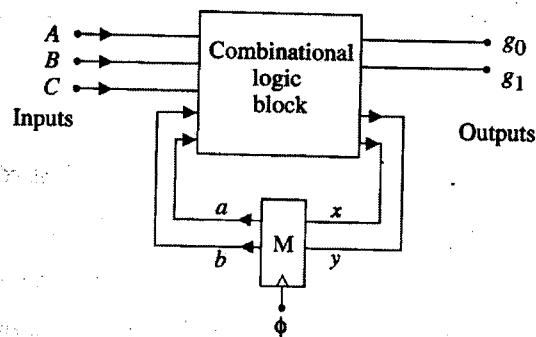 A
B
C
Inputs
Combinational
logic
block
g0
g1
Outputs
a
x
M
b
y
ϕ